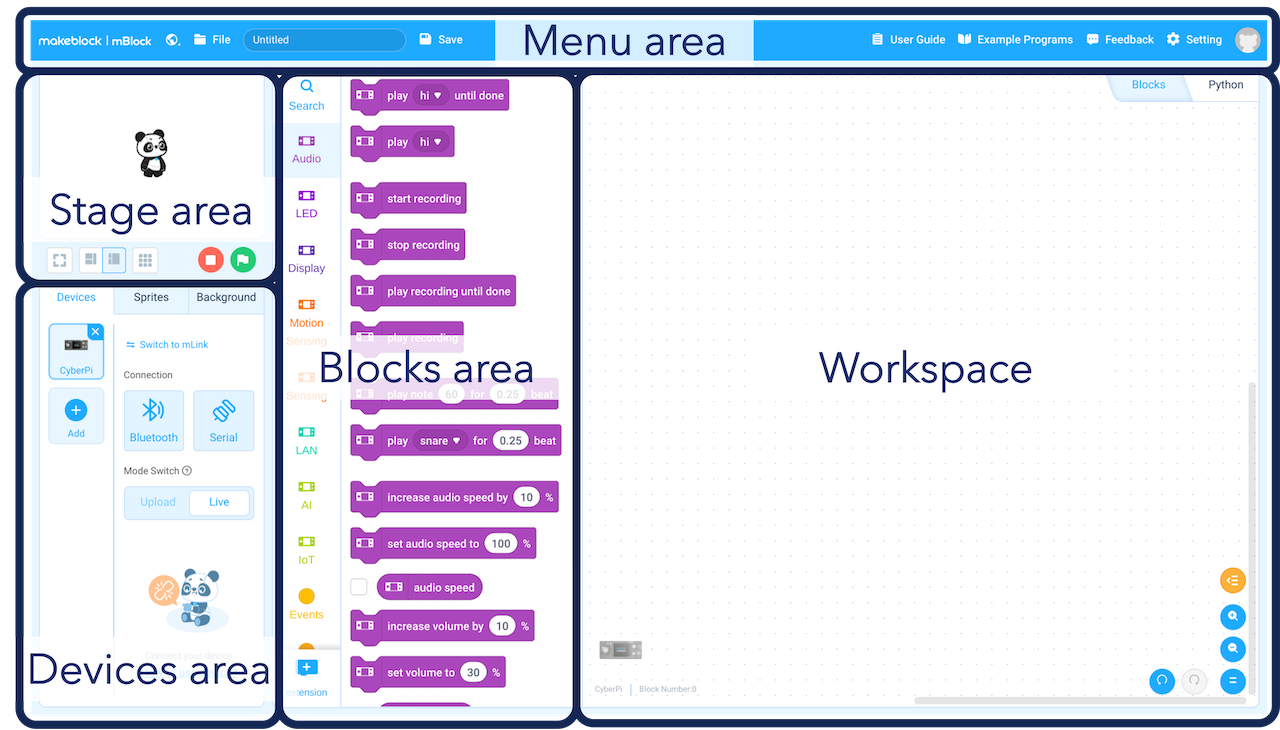 makeblock | mBlock File Untitled Save Menu area User Guide Example Programs Feedback Setting
Stage area
Devices Sprites Background
CyberPi
Add
Switch to mLink
Connection
Bluetooth Serial
Mode Switch ?
Upload Live
Connect your device
Devices area
Search
Audio
LED
Display
Motion
Sensing
Sensing
LAN
AI
IoT
Events
extension
play hi until done
play hi
start recording
stop recording
play recording until done
play recording
Blocks area
play note 60 for 0.25 beat
play snare for 0.25 beat
increase audio speed by 10 %
set audio speed to 100 %
audio speed
increase volume by 10 %
set volume to 30 %
Blocks Python
Workspace
CyberPi | Block Number:0